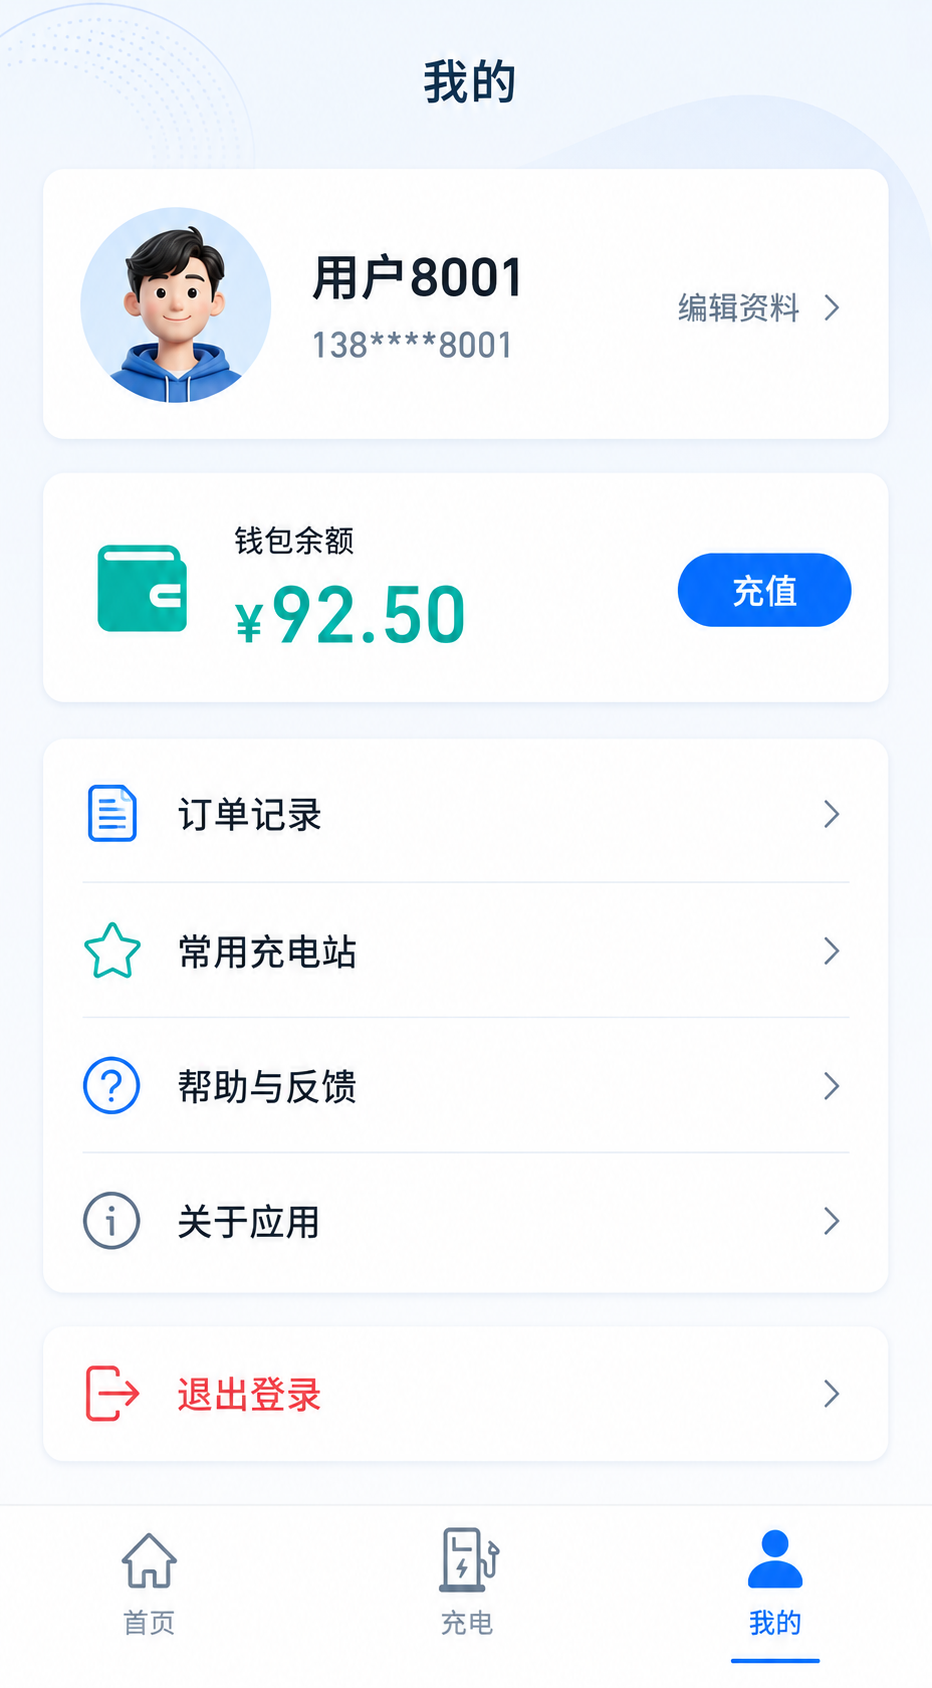 我的
用户8001
138****8001
编辑资料
钱包余额
¥92.50
充值
订单记录
常用充电站
帮助与反馈
关于应用
退出登录
首页
充电
我的